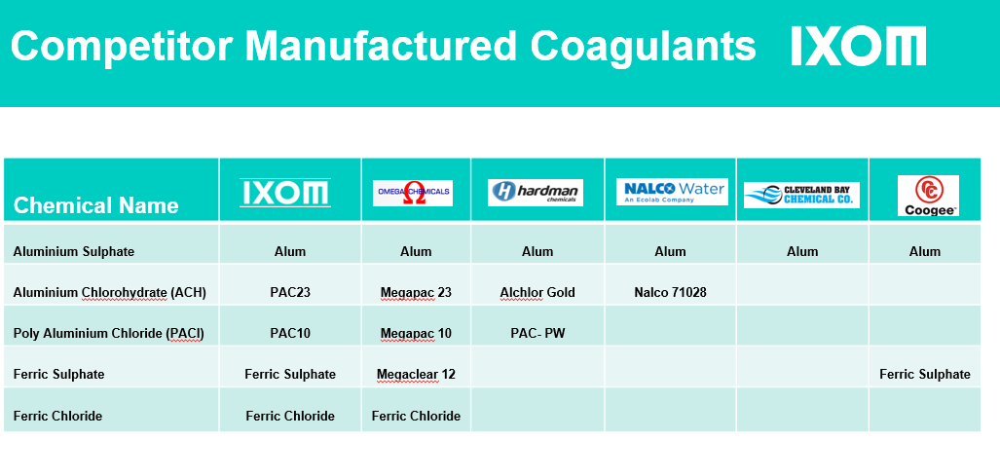 Competitor Manufactured Coagulants IXOM
Chemical Name IXOM OMEGA CHEMICALS hardman chemicals NALCO Water An Ecolab Company CLEVELAND BAY CHEMICAL CO. CC Coogee
Aluminium Sulphate Alum Alum Alum Alum Alum Alum
Aluminium Chlorohydrate (ACH) PAC23 Megapac 23 Alchlor Gold Nalco 71028
Poly Aluminium Chloride (PACI) PAC10 Megapac 10 PAC- PW
Ferric Sulphate Ferric Sulphate Megaclear 12 Ferric Sulphate
Ferric Chloride Ferric Chloride Ferric Chloride